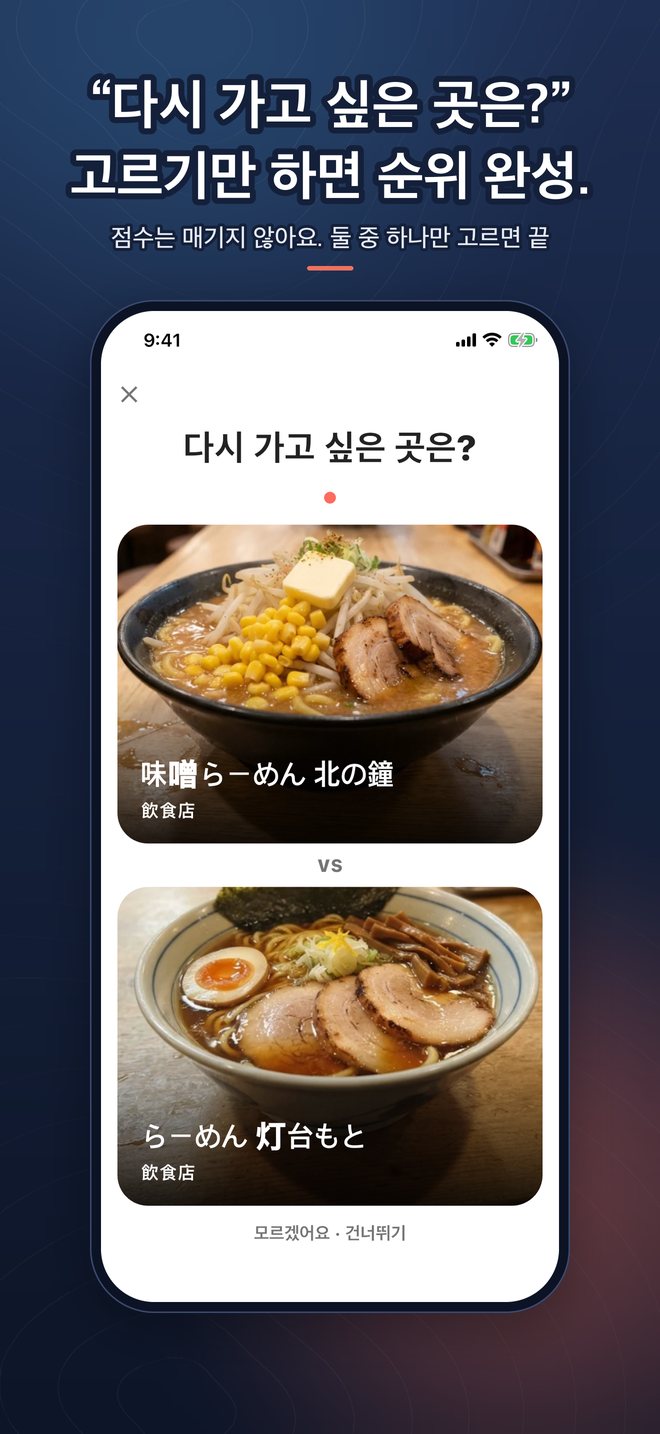 “다시 가고 싶은 곳은?”
고르기만 하면 순위 완성.
점수는 매기지 않아요. 둘 중 하나만 고르면 끝
9:41
다시 가고 싶은 곳은?
味噌らーめん 北の鐘
飲食店
vs
らーめん 灯台もと
飲食店
모르겠어요 · 건너뛰기